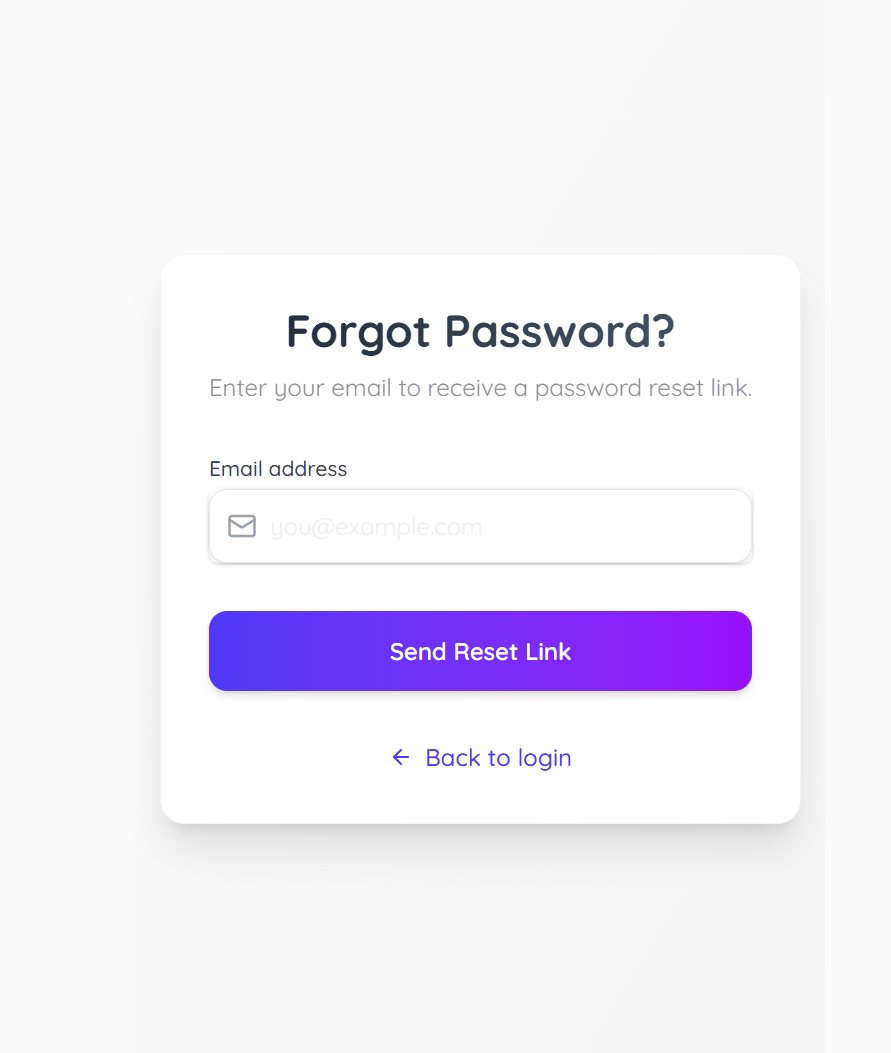 Forgot Password?
Enter your email to receive a password reset link.
Email address
you@example.com
Send Reset Link
Back to login